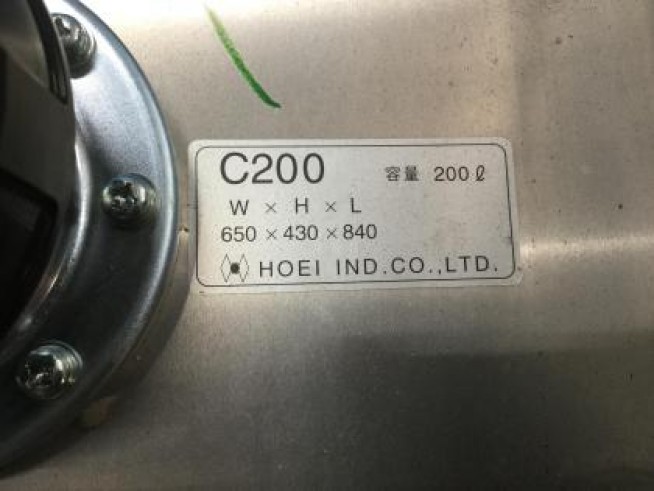 C200 容量 200ℓ
W × H × L
650 × 430 × 840
HOEI IND.CO.,LTD.